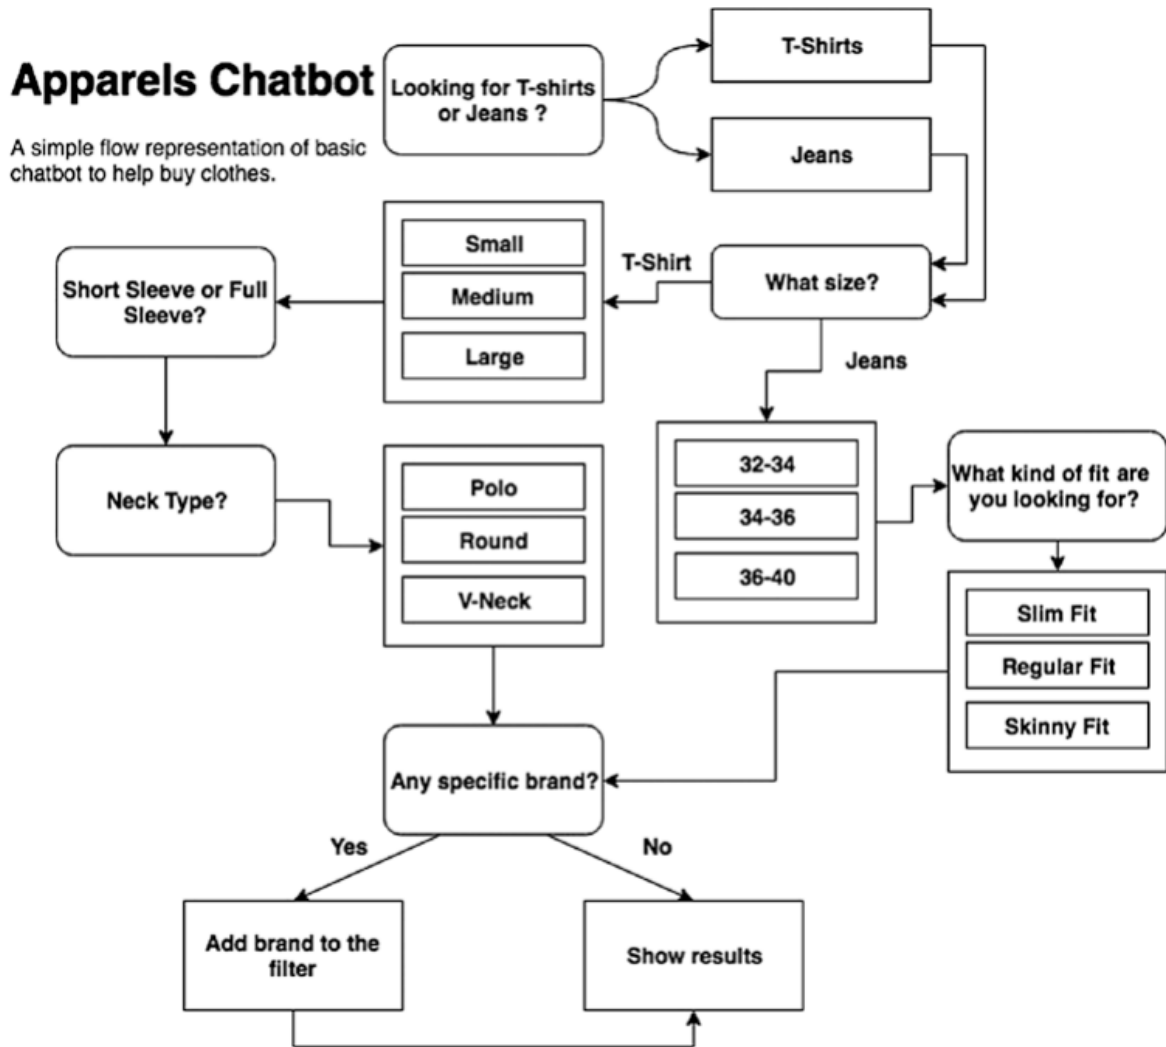 Apparels Chatbot
A simple flow representation of basic
chatbot to help buy clothes.
Looking for T-shirts
or Jeans ?
T-Shirts
Jeans
What size?
T-Shirt
Small
Medium
Large
Short Sleeve or Full
Sleeve?
Neck Type?
Polo
Round
V-Neck
Jeans
32-34
34-36
36-40
What kind of fit are
you looking for?
Slim Fit
Regular Fit
Skinny Fit
Any specific brand?
Yes
No
Add brand to the
filter
Show results